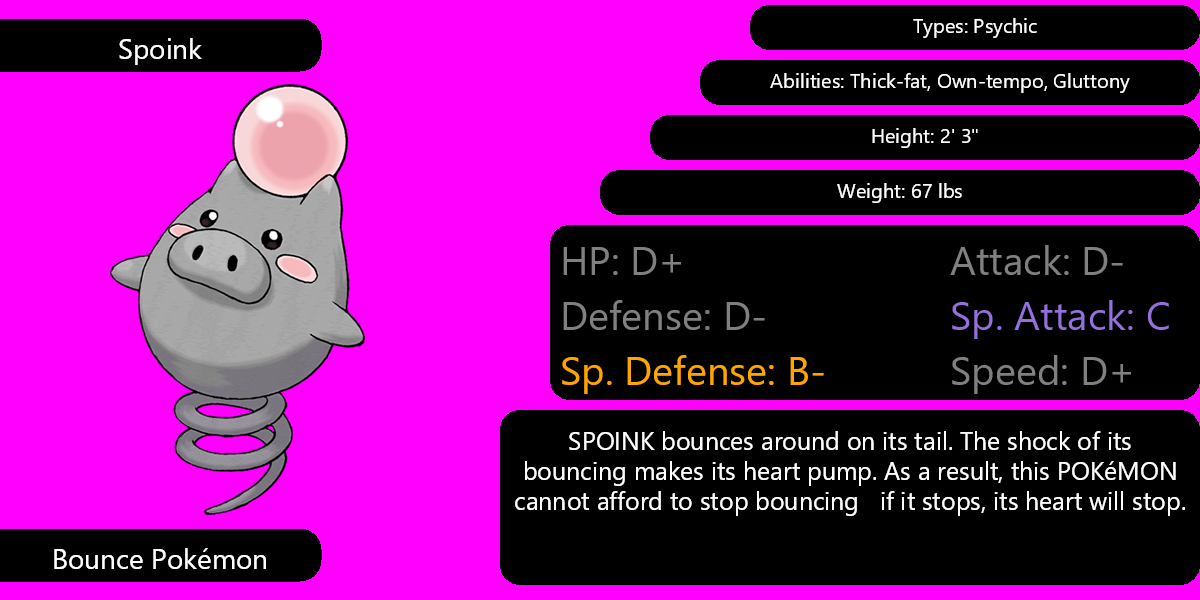 Spoink
Types: Psychic
Abilities: Thick-fat, Own-tempo, Gluttony
Height: 2' 3"
Weight: 67 lbs
HP: D+
Attack: D-
Defense: D-
Sp. Attack: C
Sp. Defense: B-
Speed: D+
SPOINK bounces around on its tail. The shock of its
bouncing makes its heart pump. As a result, this POKéMON
cannot afford to stop bouncing   if it stops, its heart will stop.
Bounce Pokémon